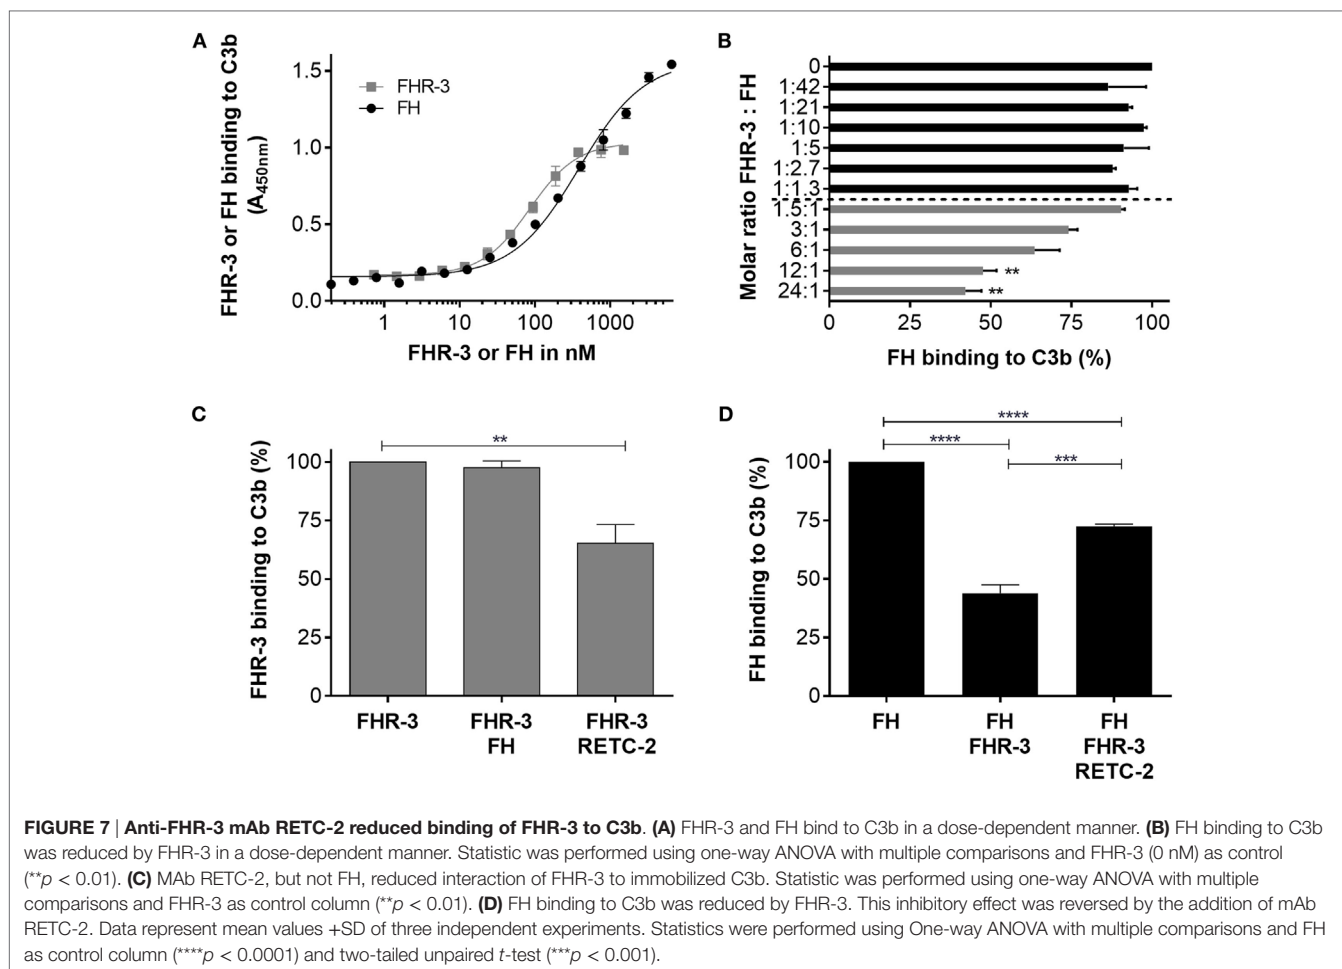 A
FHR-3 or FH binding to C3b
(A450nm)
1.5
1.0
0.5
0.0
FHR-3
FH
1
10
100
1000
FHR-3 or FH in nM
B
Molar ratio FHR-3 : FH
0
1:42
1:21
1:10
1:5
1:2.7
1:1.3
1.5:1
3:1
6:1
12:1
24:1
**
**
0
25
50
75
100
FH binding to C3b (%)
C
FHR-3 binding to C3b (%)
100
75
50
25
0
**
FHR-3
FHR-3
FH
FHR-3
RETC-2
D
FH binding to C3b (%)
100
75
50
25
0
****
****
***
FH
FH
FHR-3
FH
FHR-3
RETC-2
FIGURE 7 | Anti-FHR-3 mAb RETC-2 reduced binding of FHR-3 to C3b. (A) FHR-3 and FH bind to C3b in a dose-dependent manner. (B) FH binding to C3b
was reduced by FHR-3 in a dose-dependent manner. Statistic was performed using one-way ANOVA with multiple comparisons and FHR-3 (0 nM) as control
(**p < 0.01). (C) MAb RETC-2, but not FH, reduced interaction of FHR-3 to immobilized C3b. Statistic was performed using one-way ANOVA with multiple
comparisons and FHR-3 as control column (**p < 0.01). (D) FH binding to C3b was reduced by FHR-3. This inhibitory effect was reversed by the addition of mAb
RETC-2. Data represent mean values +SD of three independent experiments. Statistics were performed using One-way ANOVA with multiple comparisons and FH
as control column (****p < 0.0001) and two-tailed unpaired t-test (***p < 0.001).